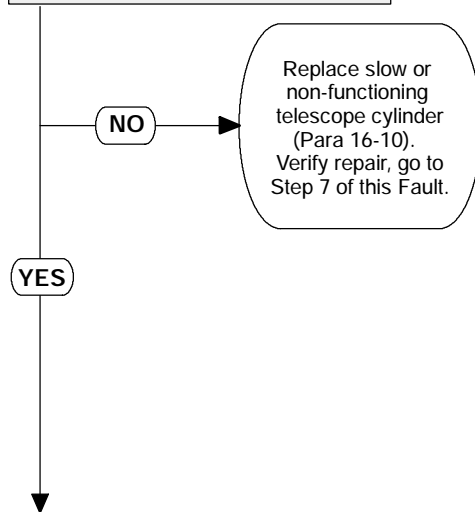 NO
Replace slow or
non-functioning
telescope cylinder
(Para 16-10).
Verify repair, go to
Step 7 of this Fault.
YES